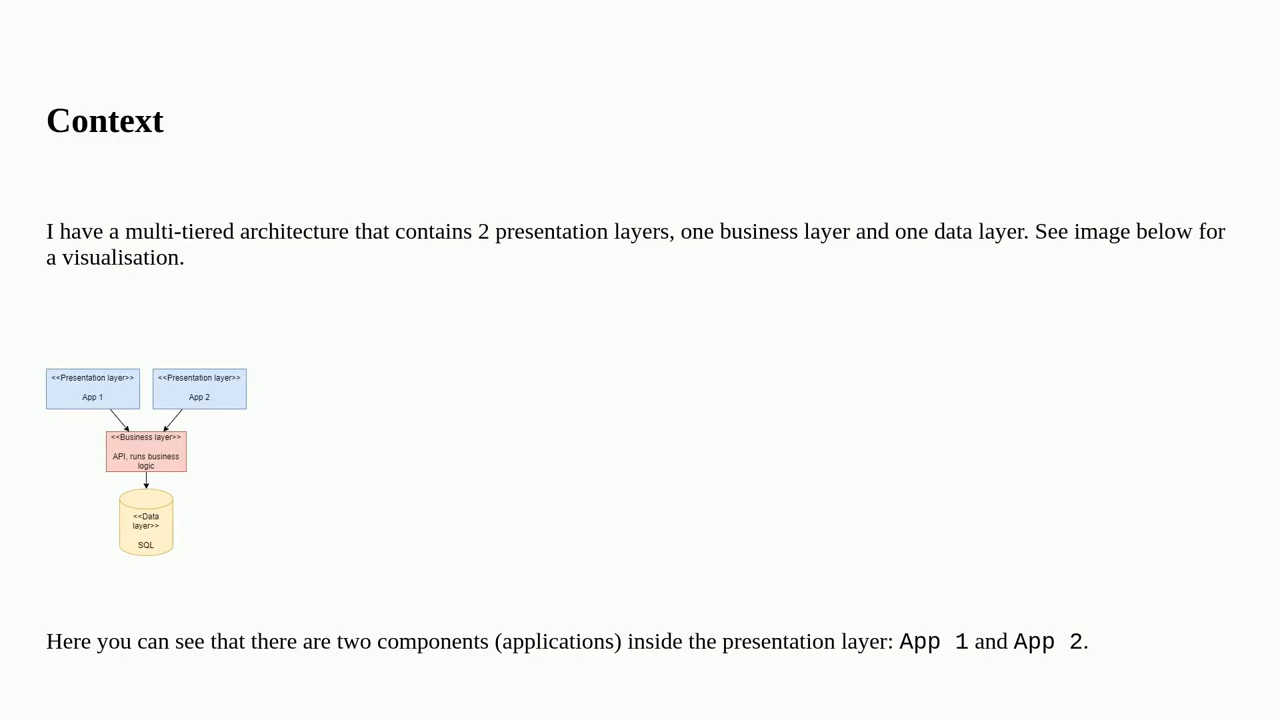 Context
I have a multi-tiered architecture that contains 2 presentation layers, one business layer and one data layer. See image below for
a visualisation.
<<Presentation layer>>
App 1
<<Presentation layer>>
App 2
<<Business layer>>
API, runs business
logic
<<Data
layer>>
SQL
Here you can see that there are two components (applications) inside the presentation layer: App 1 and App 2.